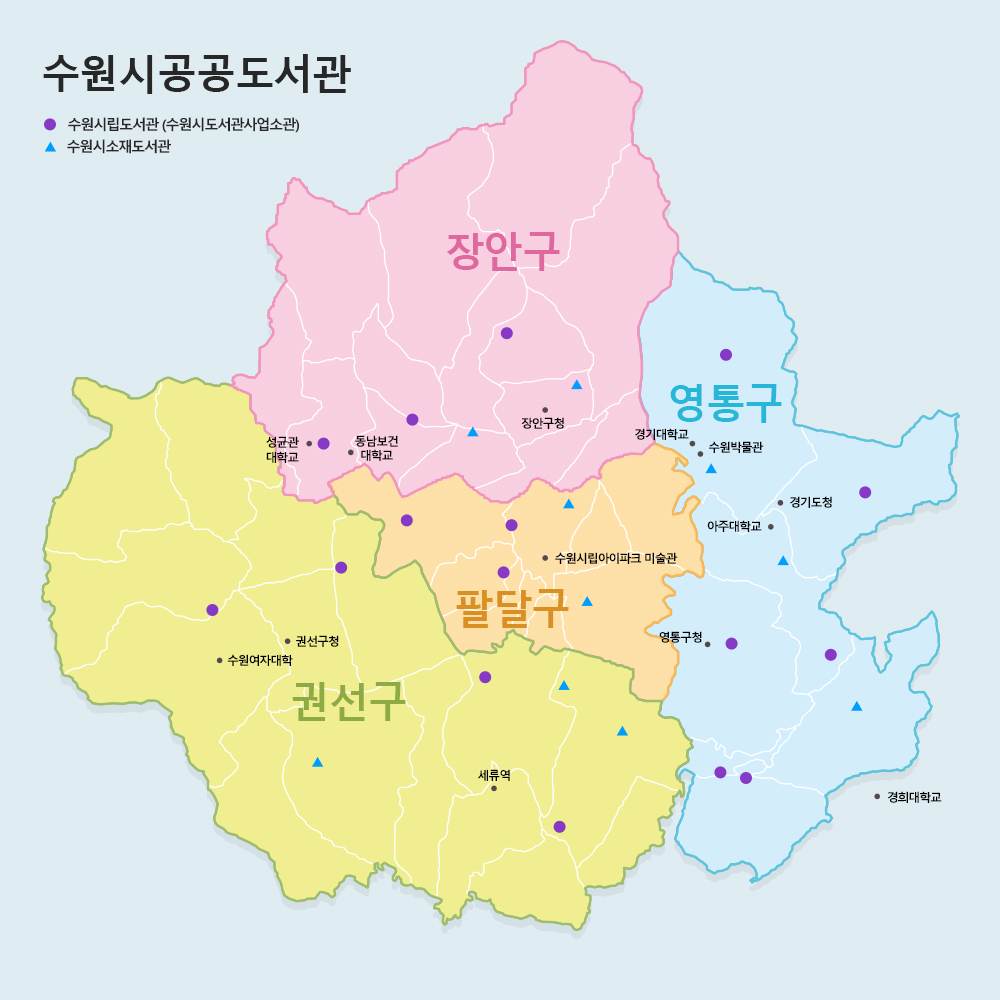 수원시공공도서관
수원시립도서관 (수원시도서관사업소관)
수원시소재도서관
장안구
영통구
장안구청
경기대학교
수원박물관
성균관
대학교
동남보건
대학교
경기도청
아주대학교
수원시립아이파크 미술관
팔달구
영통구청
권선구청
수원여자대학
권선구
세류역
경희대학교